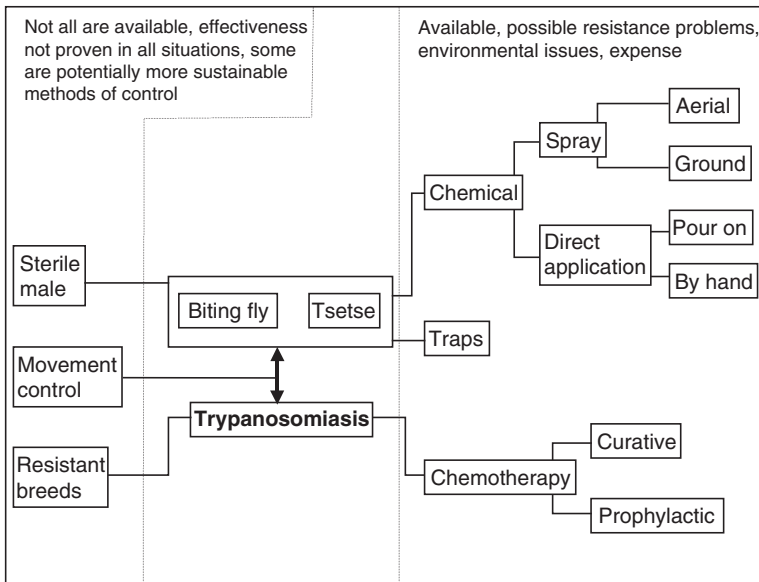 Not all are available, effectiveness
not proven in all situations, some
are potentially more sustainable
methods of control
Available, possible resistance problems,
environmental issues, expense
Aerial
Spray
Ground
Chemical
Direct
application
Pour on
By hand
Sterile
male
Biting fly
Tsetse
Traps
Movement
control
Trypanosomiasis
Resistant
breeds
Chemotherapy
Curative
Prophylactic